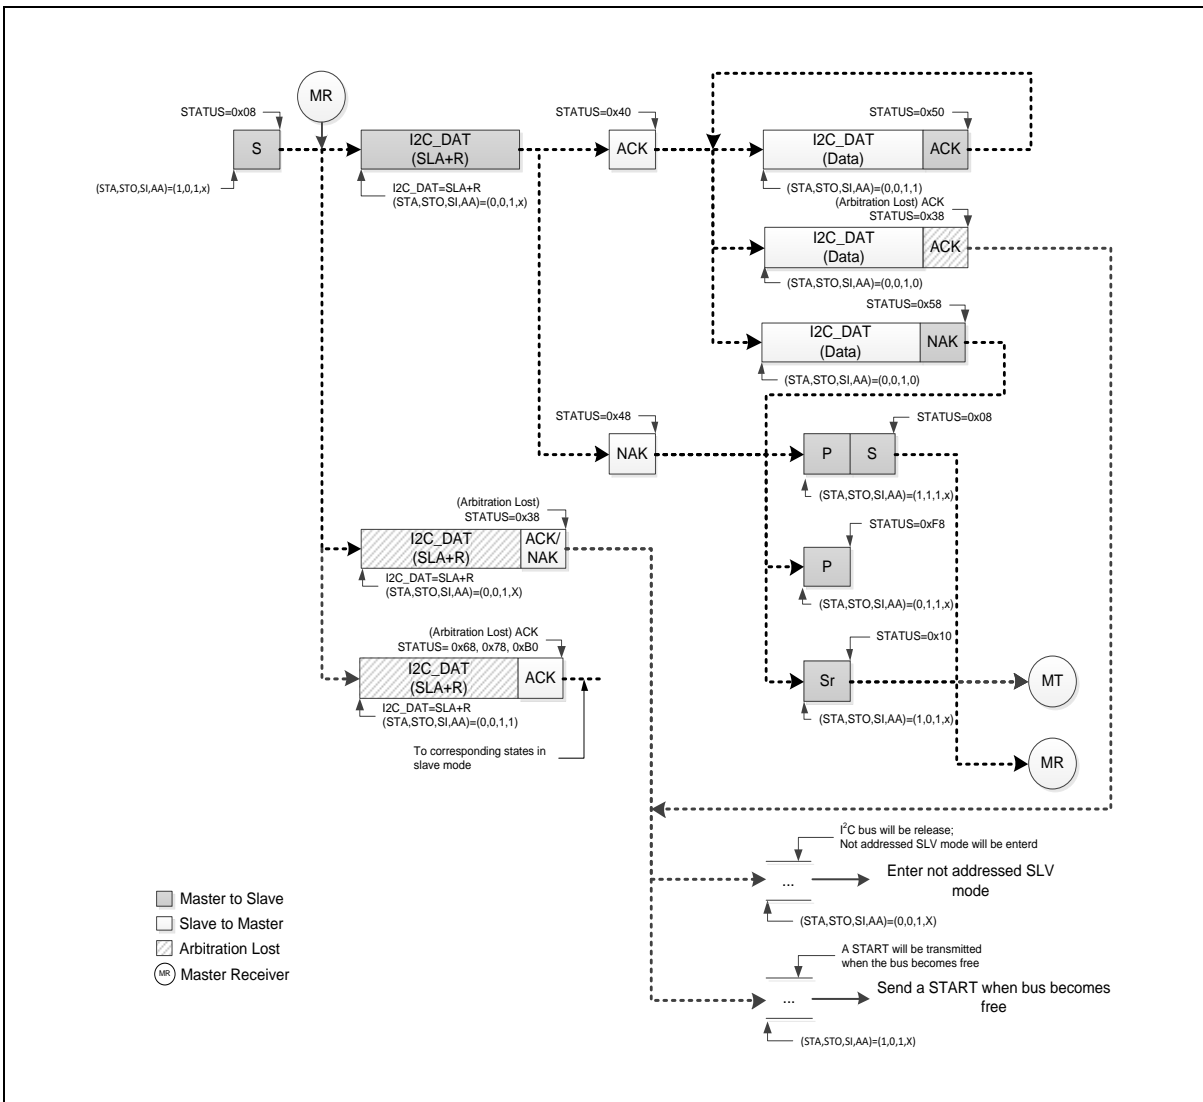 MR
STATUS=0x08
STATUS=0x40
STATUS=0x50
S
I2C_DAT
(SLA+R)
ACK
I2C_DAT
(Data)
ACK
(STA,STO,SI,AA)=(1,0,1,x)
I2C_DAT=SLA+R
(STA,STO,SI,AA)=(0,0,1,x)
(STA,STO,SI,AA)=(0,0,1,1)
(Arbitration Lost) ACK
STATUS=0x38
I2C_DAT
(Data)
ACK
(STA,STO,SI,AA)=(0,0,1,0)
STATUS=0x58
I2C_DAT
(Data)
NAK
(STA,STO,SI,AA)=(0,0,1,0)
STATUS=0x48
STATUS=0x08
NAK
P
S
(STA,STO,SI,AA)=(1,1,1,x)
(Arbitration Lost)
STATUS=0x38
STATUS=0xF8
I2C_DAT
(SLA+R)
ACK/
NAK
P
I2C_DAT=SLA+R
(STA,STO,SI,AA)=(0,0,1,X)
(STA,STO,SI,AA)=(0,1,1,x)
(Arbitration Lost) ACK
STATUS= 0x68, 0x78, 0xB0
STATUS=0x10
I2C_DAT
(SLA+R)
ACK
Sr
MT
I2C_DAT=SLA+R
(STA,STO,SI,AA)=(0,0,1,1)
(STA,STO,SI,AA)=(1,0,1,x)
To corresponding states in
slave mode
MR
I2C bus will be release;
Not addressed SLV mode will be enterd
...
Enter not addressed SLV
mode
(STA,STO,SI,AA)=(0,0,1,X)
Master to Slave
Slave to Master
Arbitration Lost
MR
Master Receiver
A START will be transmitted
when the bus becomes free
...
Send a START when bus becomes
free
(STA,STO,SI,AA)=(1,0,1,X)